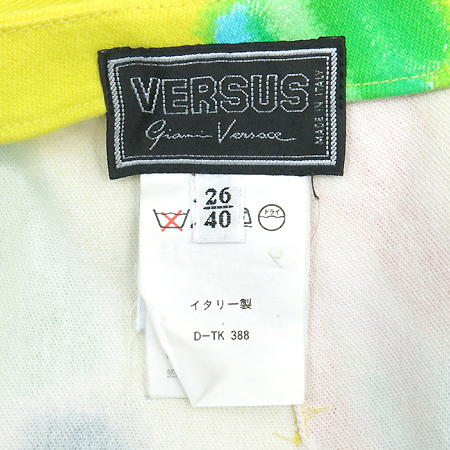 VERSUS
Gianni Versace
MADE IN ITALY
26
40
ドライ
イタリー製
D-TK 388